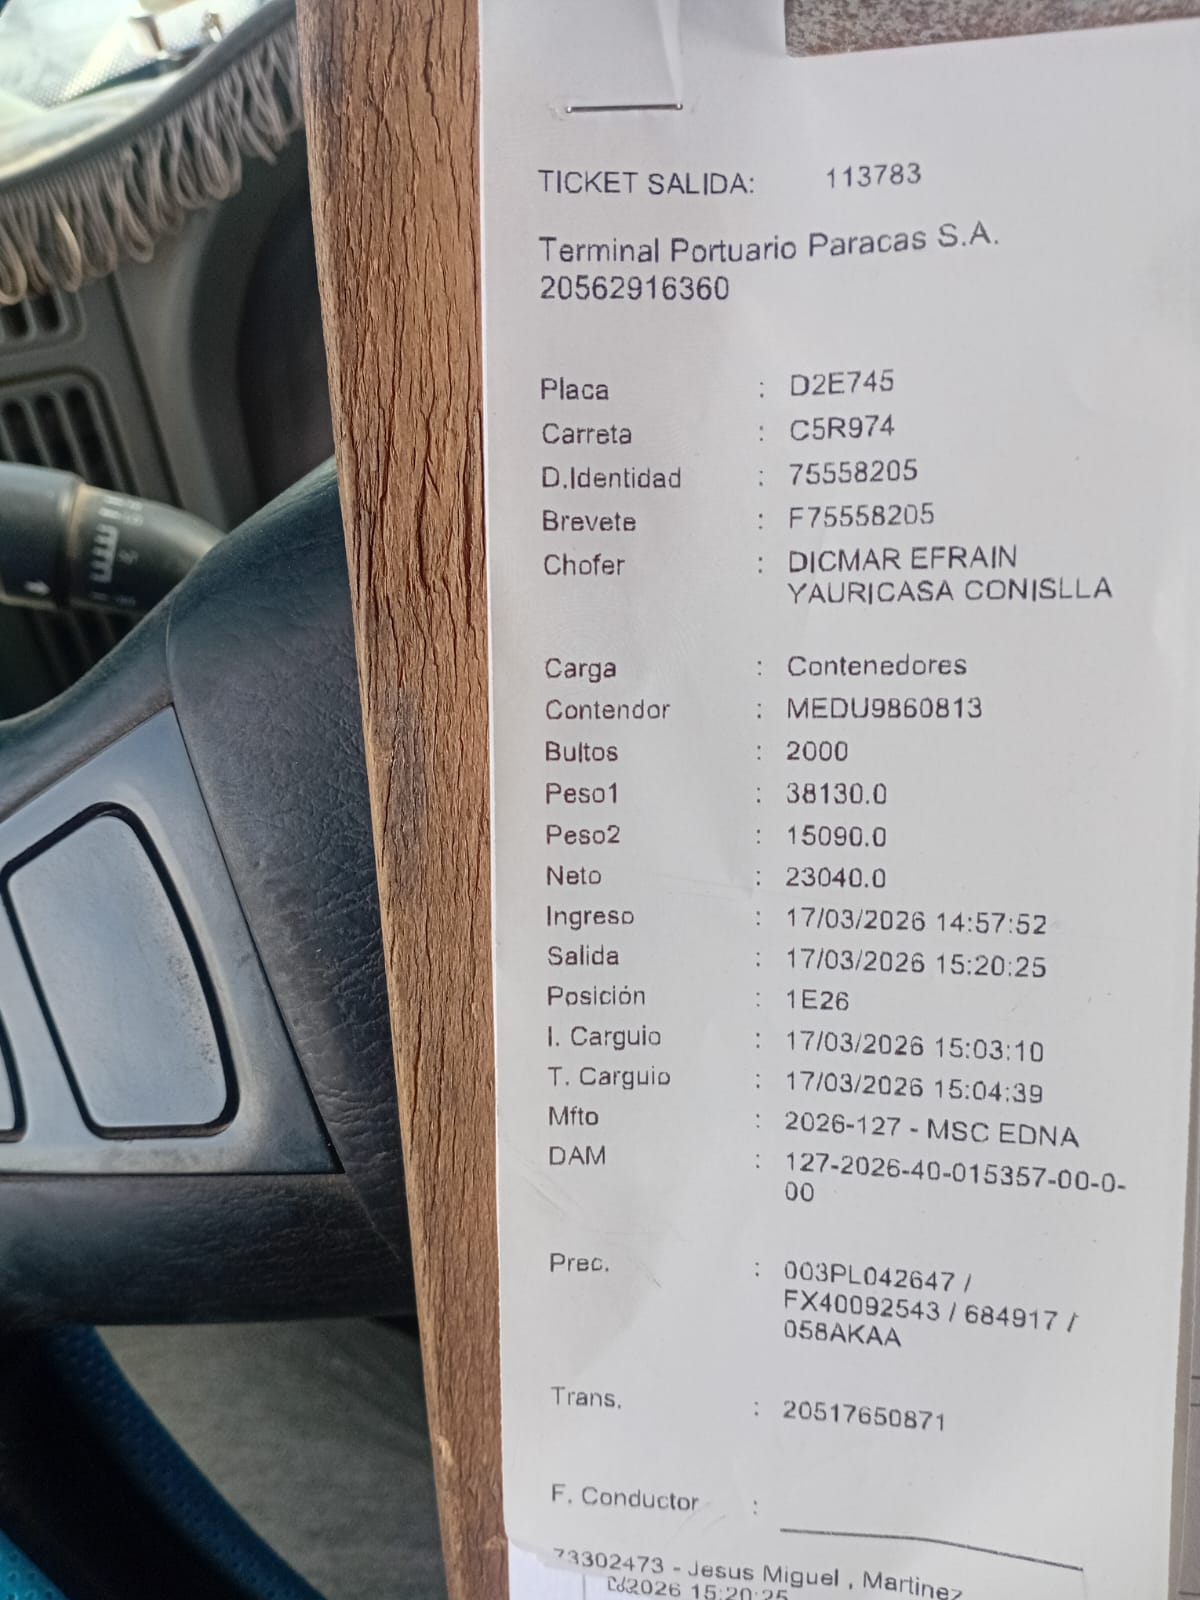 TICKET SALIDA: 113783
Terminal Portuario Paracas S.A.
20562916360
Placa : D2E745
Carreta : C5R974
D.Identidad : 75558205
Brevete : F75558205
Chofer : DICMAR EFRAIN
YAURICASA CONISLLA
Carga : Contenedores
Contendor : MEDU9860813
Bultos : 2000
Peso1 : 38130.0
Peso2 : 15090.0
Neto : 23040.0
Ingreso : 17/03/2026 14:57:52
Salida : 17/03/2026 15:20:25
Posición : 1E26
I. Carguio : 17/03/2026 15:03:10
T. Carguio : 17/03/2026 15:04:39
Mfto : 2026-127 - MSC EDNA
DAM : 127-2026-40-015357-00-0-
00
Prec. : 003PL042647 /
FX40092543 / 684917 /
058AKAA
Trans. : 20517650871
F. Conductor :
73302473 - Jesus Miguel , Martinez
2026 15:20:25